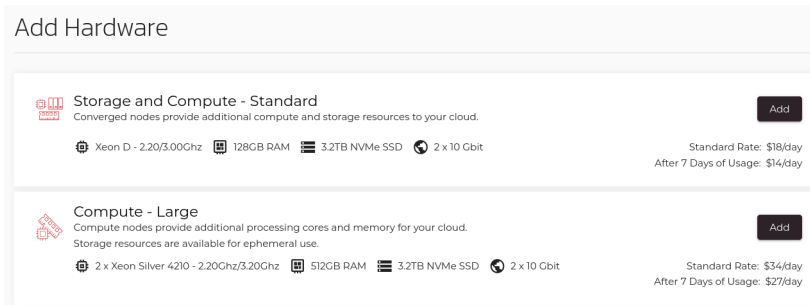 Add Hardware
Storage and Compute - Standard
Converged nodes provide additional compute and storage resources to your cloud.
Add
Xeon D - 2.20/3.00Ghz 128GB RAM 3.2TB NVMe SSD 2 x 10 Gbit
Standard Rate: $18/day
After 7 Days of Usage: $14/day
Compute - Large
Compute nodes provide additional processing cores and memory for your cloud.
Storage resources are available for ephemeral use.
Add
2 x Xeon Silver 4210 - 2.20Ghz/3.20Ghz 512GB RAM 3.2TB NVMe SSD 2 x 10 Gbit
Standard Rate: $34/day
After 7 Days of Usage: $27/day